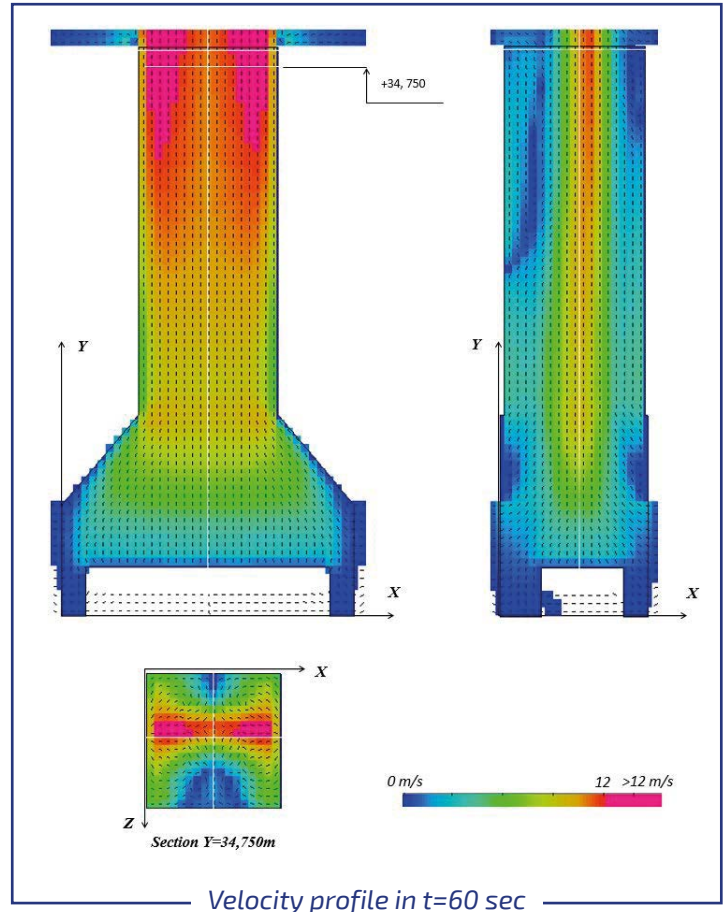 +34, 750
Y
X
Y
X
X
Z
Section Y=34,750m
0 m/s
12
>12 m/s
Velocity profile in t=60 sec